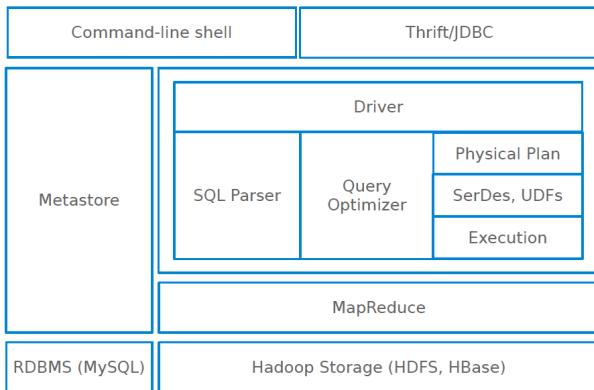 Command-line shell
Thrift/JDBC
Driver
Metastore
SQL Parser
Query
Optimizer
Physical Plan
SerDes, UDFs
Execution
MapReduce
RDBMS (MySQL)
Hadoop Storage (HDFS, HBase)